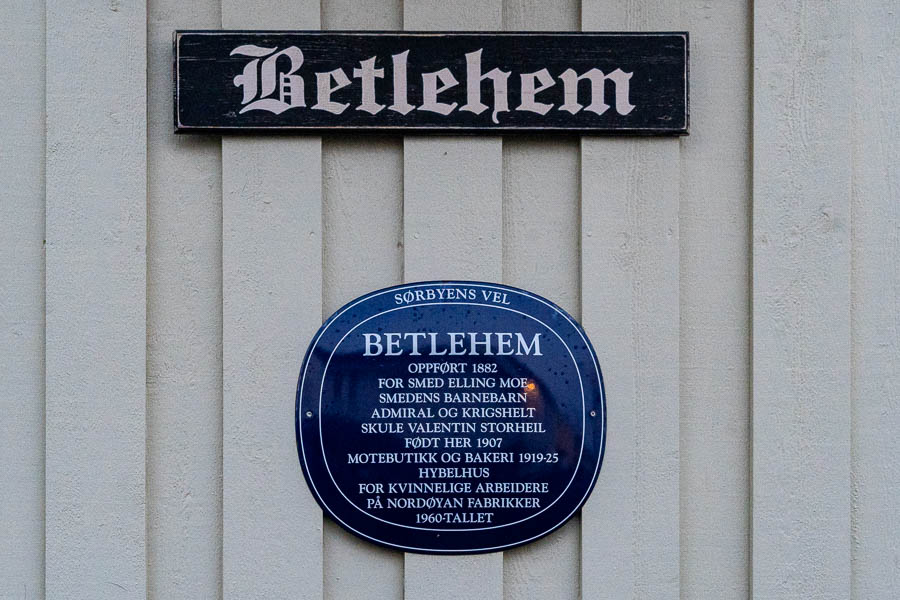 Betlehem
SØRBYENS VEL
BETLEHEM
OPPFØRT 1882
FOR SMED ELLING MOE
SMEDENS BARNEBARN
ADMIRAL OG KRIGSHELT
SKULE VALENTIN STORHEIL
FØDT HER 1907
MOTEBUTIKK OG BAKERI 1919-25
HYBELHUS
FOR KVINNELIGE ARBEIDERE
PÅ NORDØYAN FABRIKKER
1960-TALLET